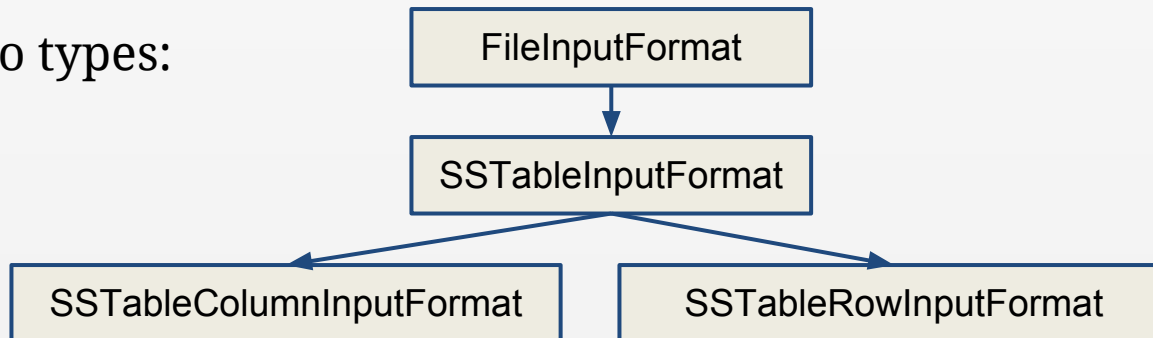 o types:
FileInputFormat
SSTableInputFormat
SSTableColumnInputFormat
SSTableRowInputFormat